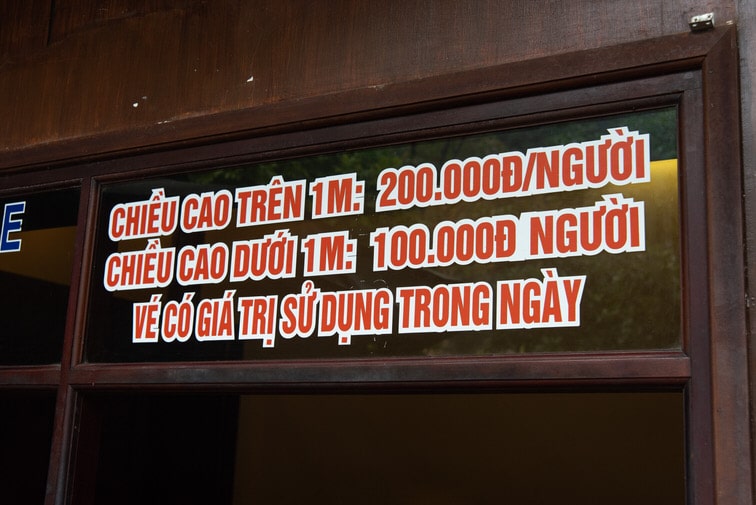 E
CHIỀU CAO TRÊN 1M: 200.000Đ/NGƯỜI
CHIỀU CAO DƯỚI 1M: 100.000Đ NGƯỜI
VÉ CÓ GIÁ TRỊ SỬ DỤNG TRONG NGÀY